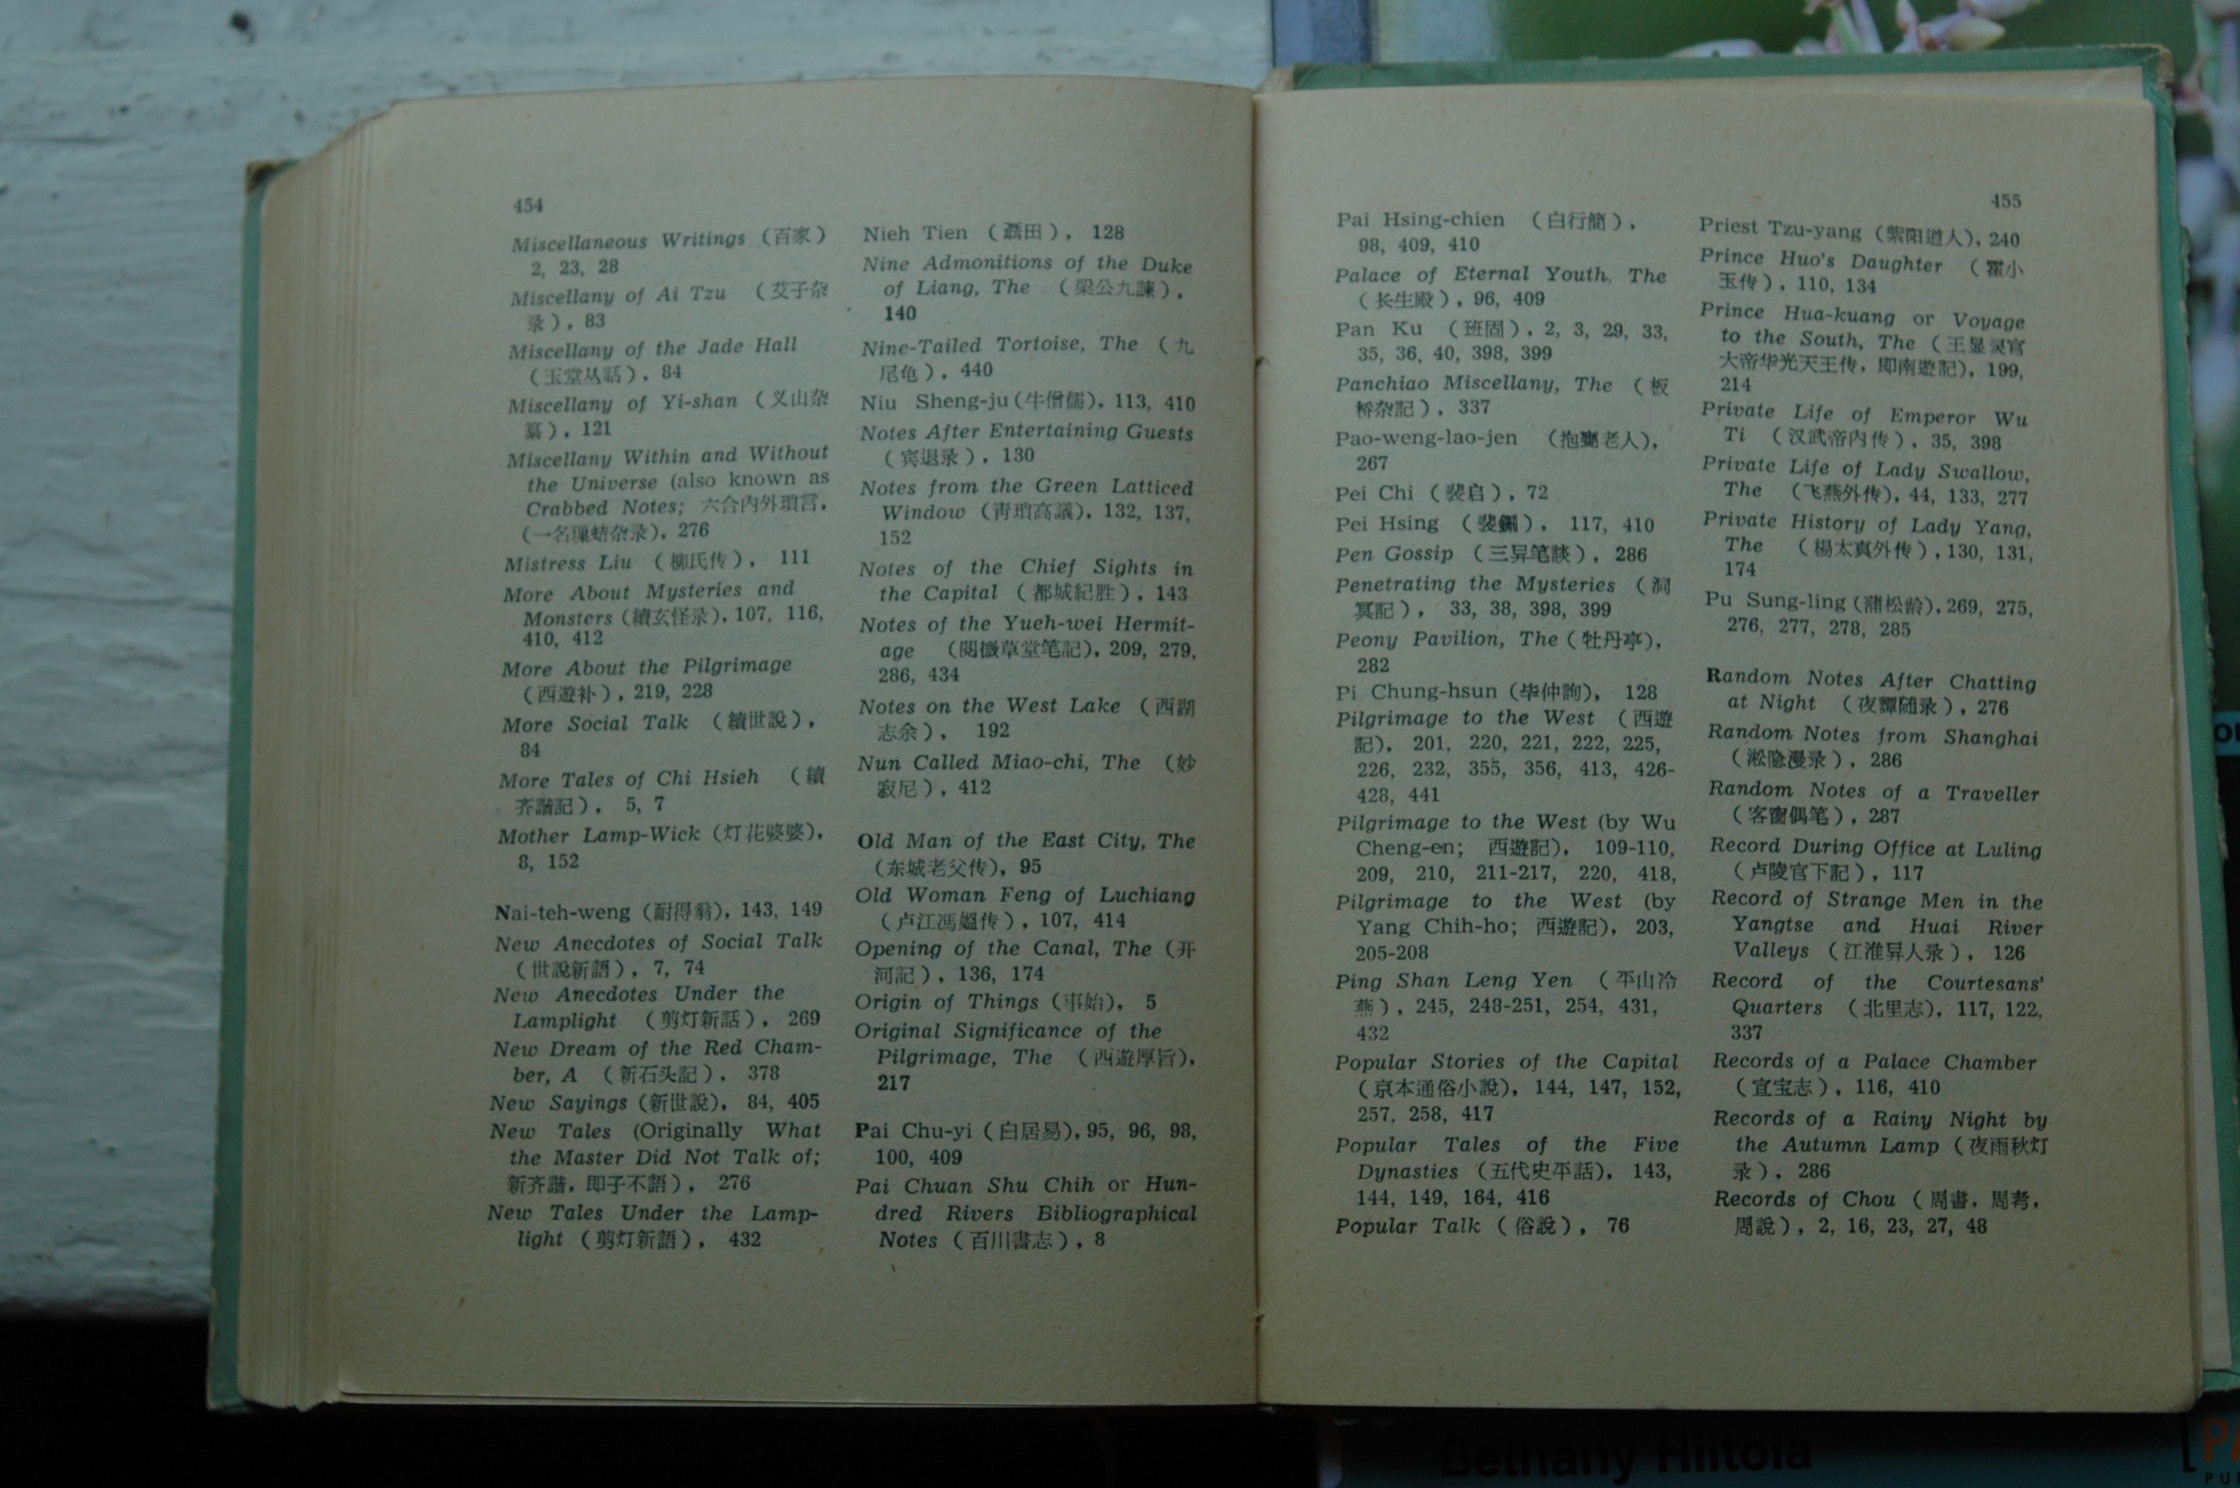 454
Miscellaneous Writings (百家)
2, 23, 28
Miscellany of Ai Tzu (艾子杂
录), 83
Miscellany of the Jade Hall
(玉堂丛話), 84
Miscellany of Yi-shan (义山杂
纂), 121
Miscellany Within and Without
the Universe (also known as
Crabbed Notes; 六合內外瑣言,
(一名璅蛣杂录), 276
Mistress Liu (柳氏传), 111
More About Mysteries and
Monsters (續玄怪录), 107, 116,
410, 412
More About the Pilgrimage
(西遊补), 219, 228
More Social Talk (續世說),
84
More Tales of Chi Hsieh (續
齐諧記), 5, 7
Mother Lamp-Wick (灯花婆婆),
8, 152
Nai-teh-weng (耐得翁), 143, 149
New Anecdotes of Social Talk
(世說新語), 7, 74
New Anecdotes Under the
Lamplight (剪灯新話), 269
New Dream of the Red Cham-
ber, A (新石头記), 378
New Sayings (新世說), 84, 405
New Tales (Originally What
the Master Did Not Talk of;
新齐諧, 即子不語), 276
New Tales Under the Lamp-
light (剪灯新語), 432
Nieh Tien (聶田), 128
Nine Admonitions of the Duke
of Liang, The (梁公九諫),
140
Nine-Tailed Tortoise, The (九
尾龟), 440
Niu Sheng-ju (牛僧儒), 113, 410
Notes After Entertaining Guests
(宾退录), 130
Notes from the Green Latticed
Window (青瑣高議), 132, 137,
152
Notes of the Chief Sights in
the Capital (都城紀胜), 143
Notes of the Yueh-wei Hermit-
age (閱微草堂笔記), 209, 279,
286, 434
Notes on the West Lake (西湖
志余), 192
Nun Called Miao-chi, The (妙
寂尼), 412
Old Man of the East City, The
(东城老父传), 95
Old Woman Feng of Luchiang
(卢江馮媼传), 107, 414
Opening of the Canal, The (开
河記), 136, 174
Origin of Things (事始), 5
Original Significance of the
Pilgrimage, The (西遊厚旨),
217
Pai Chu-yi (白居易), 95, 96, 98,
100, 409
Pai Chuan Shu Chih or Hun-
dred Rivers Bibliographical
Notes (百川書志), 8
455
Pai Hsing-chien (白行簡),
98, 409, 410
Palace of Eternal Youth, The
(长生殿), 96, 409
Pan Ku (班固), 2, 3, 29, 33,
35, 36, 40, 398, 399
Panchiao Miscellany, The (板
桥杂記), 337
Pao-weng-lao-jen (抱甕老人),
267
Pei Chi (裴启), 72
Pei Hsing (裴鉶), 117, 410
Pen Gossip (三异笔談), 286
Penetrating the Mysteries (洞
冥記), 33, 38, 398, 399
Peony Pavilion, The (牡丹亭),
282
Pi Chung-hsun (毕仲詢), 128
Pilgrimage to the West (西遊
記), 201, 220, 221, 222, 225,
226, 232, 355, 356, 413, 426-
428, 441
Pilgrimage to the West (by Wu
Cheng-en; 西遊記), 109-110,
209, 210, 211-217, 220, 418,
Pilgrimage to the West (by
Yang Chih-ho; 西遊記), 203,
205-208
Ping Shan Leng Yen (平山冷
燕), 245, 248-251, 254, 431,
432
Popular Stories of the Capital
(京本通俗小說), 144, 147, 152,
257, 258, 417
Popular Tales of the Five
Dynasties (五代史平話), 143,
144, 149, 164, 416
Popular Talk (俗說), 76
Priest Tzu-yang (紫阳道人), 240
Prince Huo's Daughter (霍小
玉传), 110, 134
Prince Hua-kuang or Voyage
to the South, The (王显灵官
大帝华光天王传, 即南遊記), 199,
214
Private Life of Emperor Wu
Ti (汉武帝内传), 35, 398
Private Life of Lady Swallow,
The (飞燕外传), 44, 133, 277
Private History of Lady Yang,
The (楊太真外传), 130, 131,
174
Pu Sung-ling (蒲松龄), 269, 275,
276, 277, 278, 285
Random Notes After Chatting
at Night (夜譚随录), 276
Random Notes from Shanghai
(淞隐漫录), 286
Random Notes of a Traveller
(客窗偶笔), 287
Record During Office at Luling
(卢陵官下記), 117
Record of Strange Men in the
Yangtse and Huai River
Valleys (江淮异人录), 126
Record of the Courtesans'
Quarters (北里志), 117, 122,
337
Records of a Palace Chamber
(宣宝志), 116, 410
Records of a Rainy Night by
the Autumn Lamp (夜雨秋灯
录), 286
Records of Chou (周書, 周考,
周說), 2, 16, 23, 27, 48
Bethany Hiltola